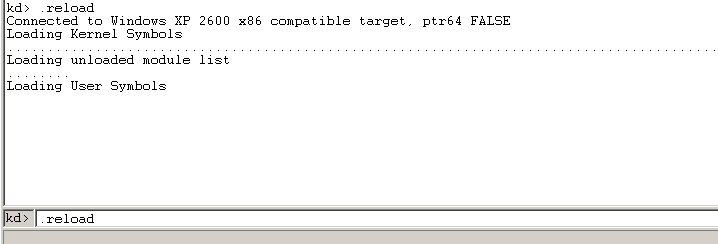 kd> .reload
Connected to Windows XP 2600 x86 compatible target, ptr64 FALSE
Loading Kernel Symbols
.........................................................................................
Loading unloaded module list
........
Loading User Symbols
kd> .reload